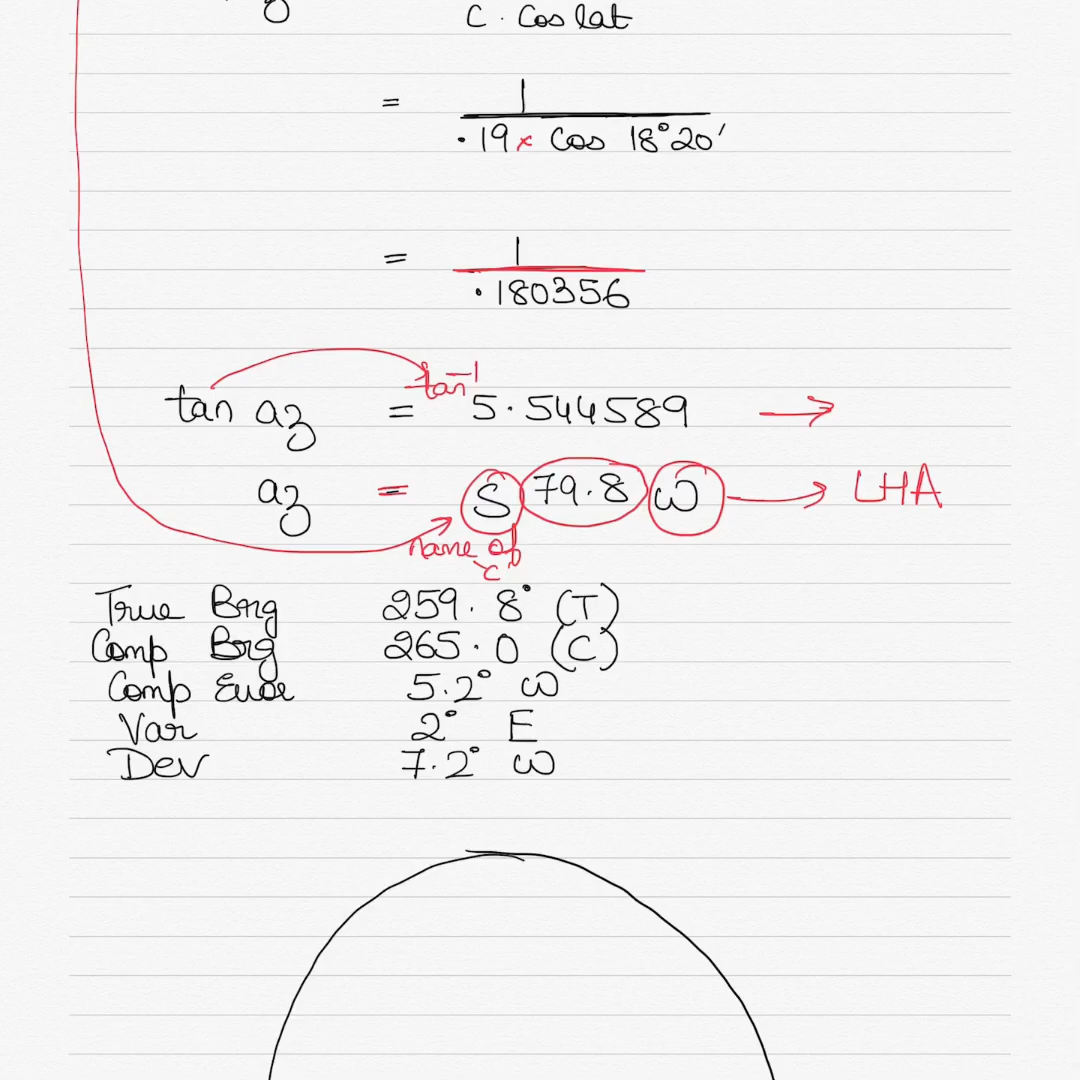 C . Cos lat
= 1
.19 x Cos 18°20'
= 1
.180356
tan az = tan⁻¹ 5.544589 →
az = S 79.8 W → LHA
name of
'C'
True Brg 259.8° (T)
Comp Brg 265.0 (C)
Comp Error 5.2° W
Var 2° E
Dev 7.2° W